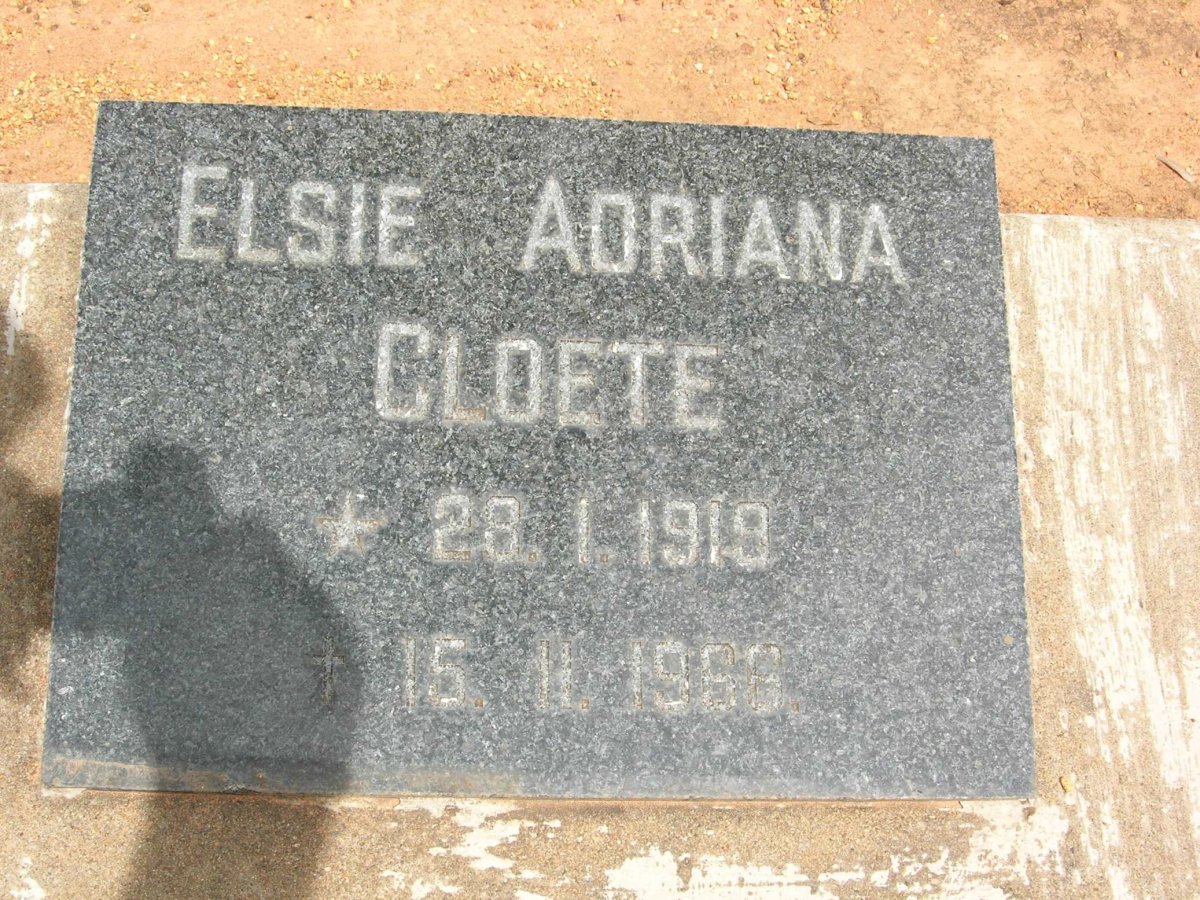 ELSIE ADRIANA
CLOETE
★ 28. 1. 1919
† 15. 11. 1966.